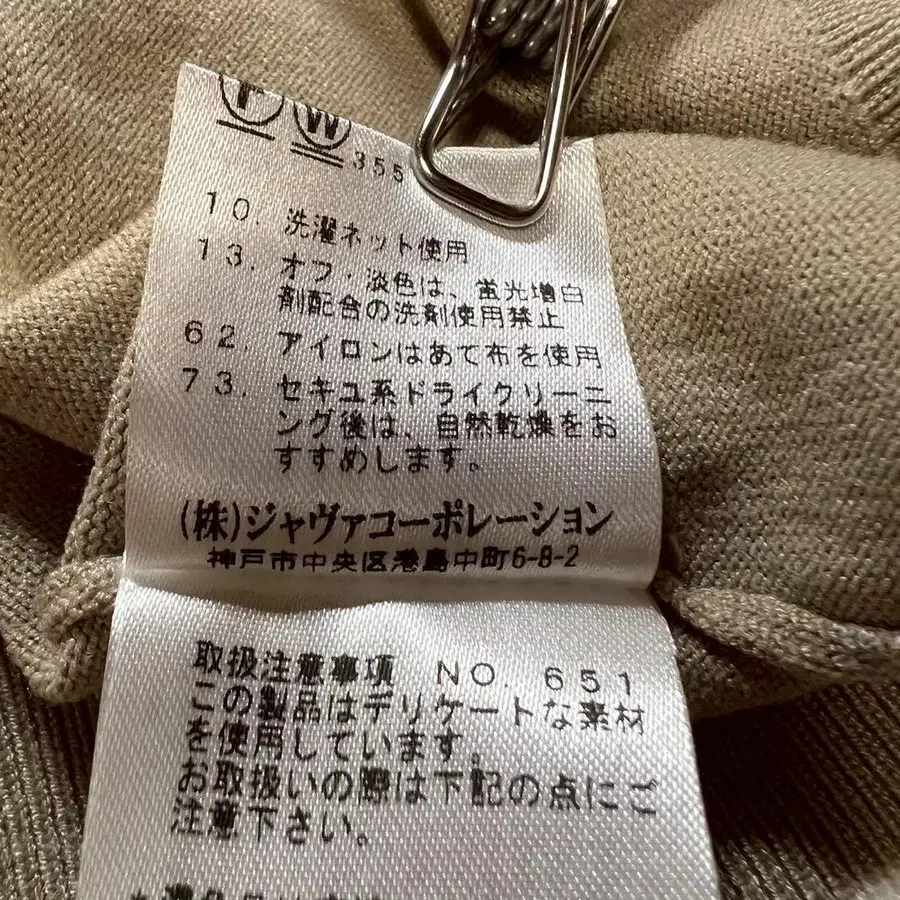 F W 355
10. 洗濯ネット使用
13. オフ・淡色は、蛍光増白
剤配合の洗剤使用禁止
62. アイロンはあて布を使用
73. セキユ系ドライクリーニ
ング後は、自然乾燥をお
すすめします。
(株)ジャヴァコーポレーション
神戸市中央区港島中町6-8-2
取扱注意事項 NO. 651
この製品はデリケートな素材
を使用しています。
お取扱いの際は下記の点にご
注意下さい。